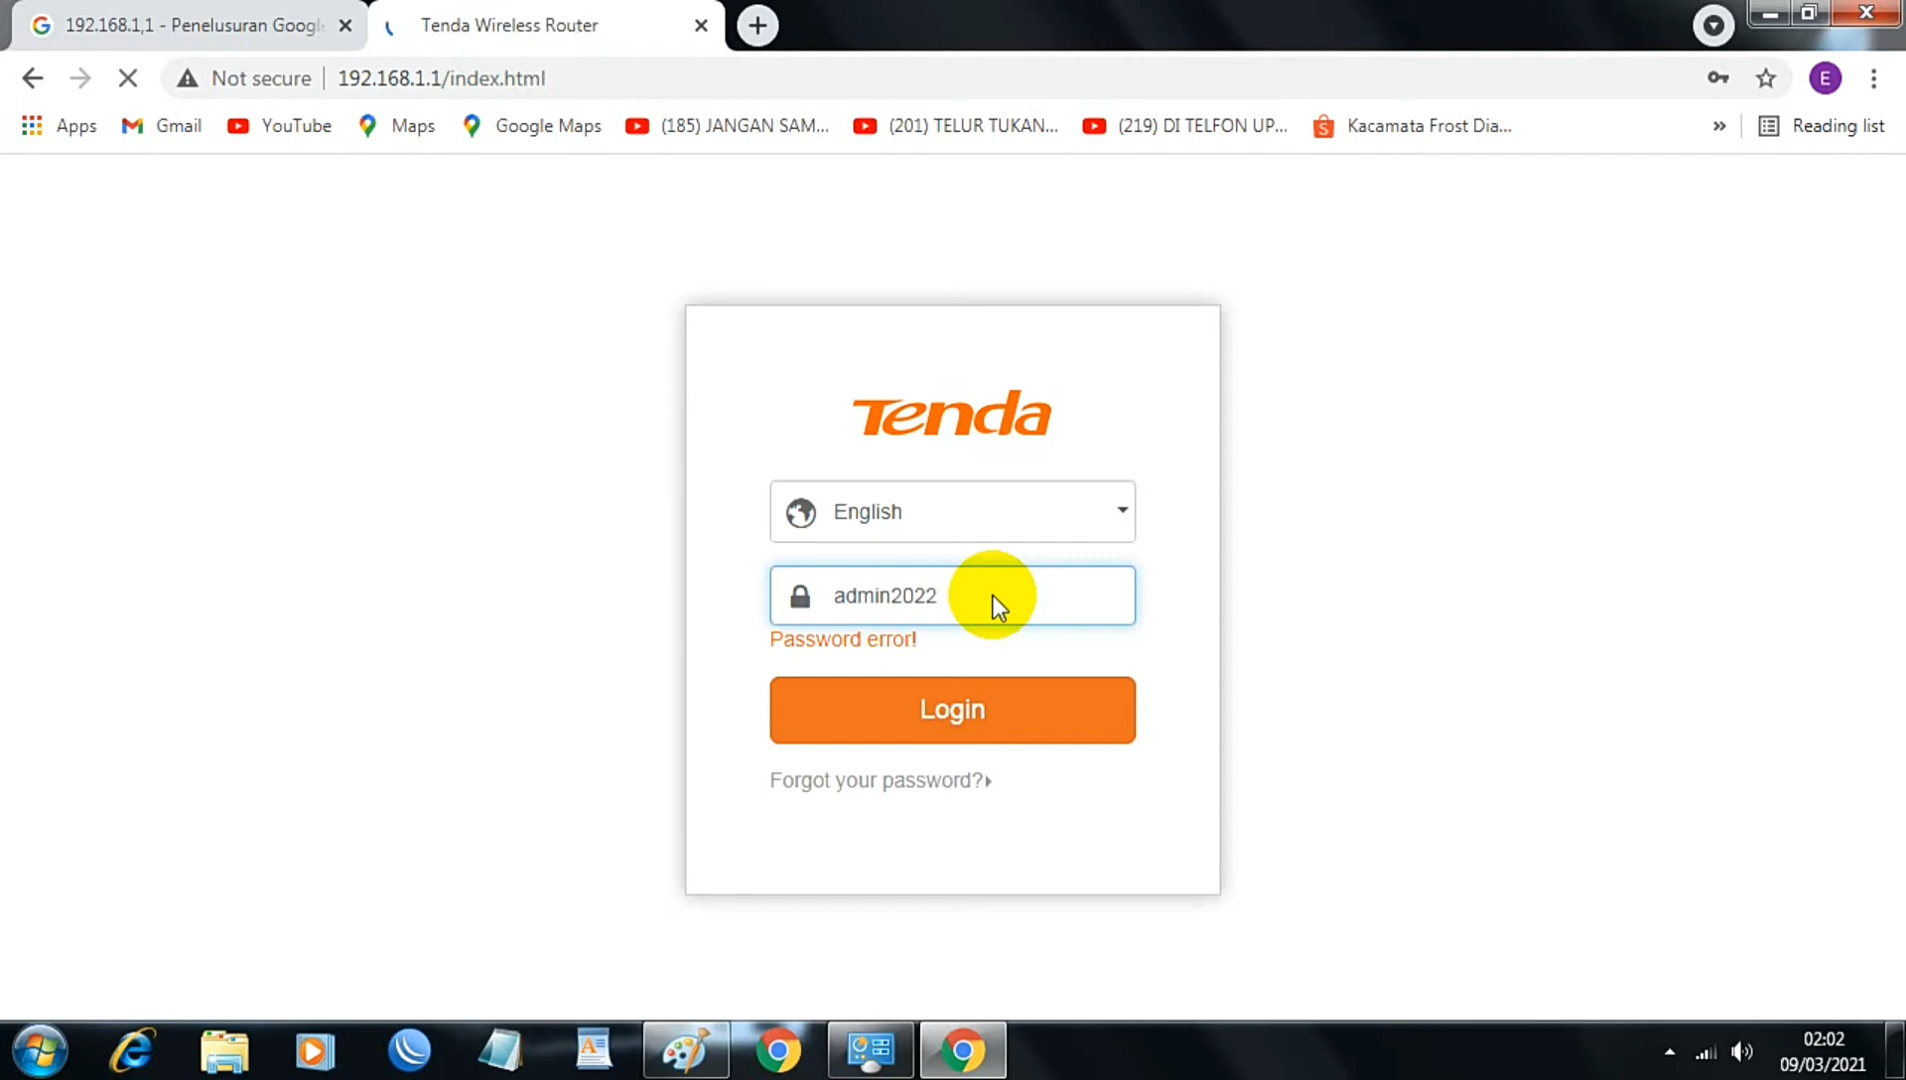 192.168.1,1 - Penelusuran Googl
Tenda Wireless Router
Not secure
192.168.1.1/index.html
E
Apps
Gmail
YouTube
Maps
Google Maps
(185) JANGAN SAM...
(201) TELUR TUKAN...
(219) DI TELFON UP...
Kacamata Frost Dia...
»
Reading list
Tenda
English
admin2022
Password error!
Login
Forgot your password?
02:02
09/03/2021